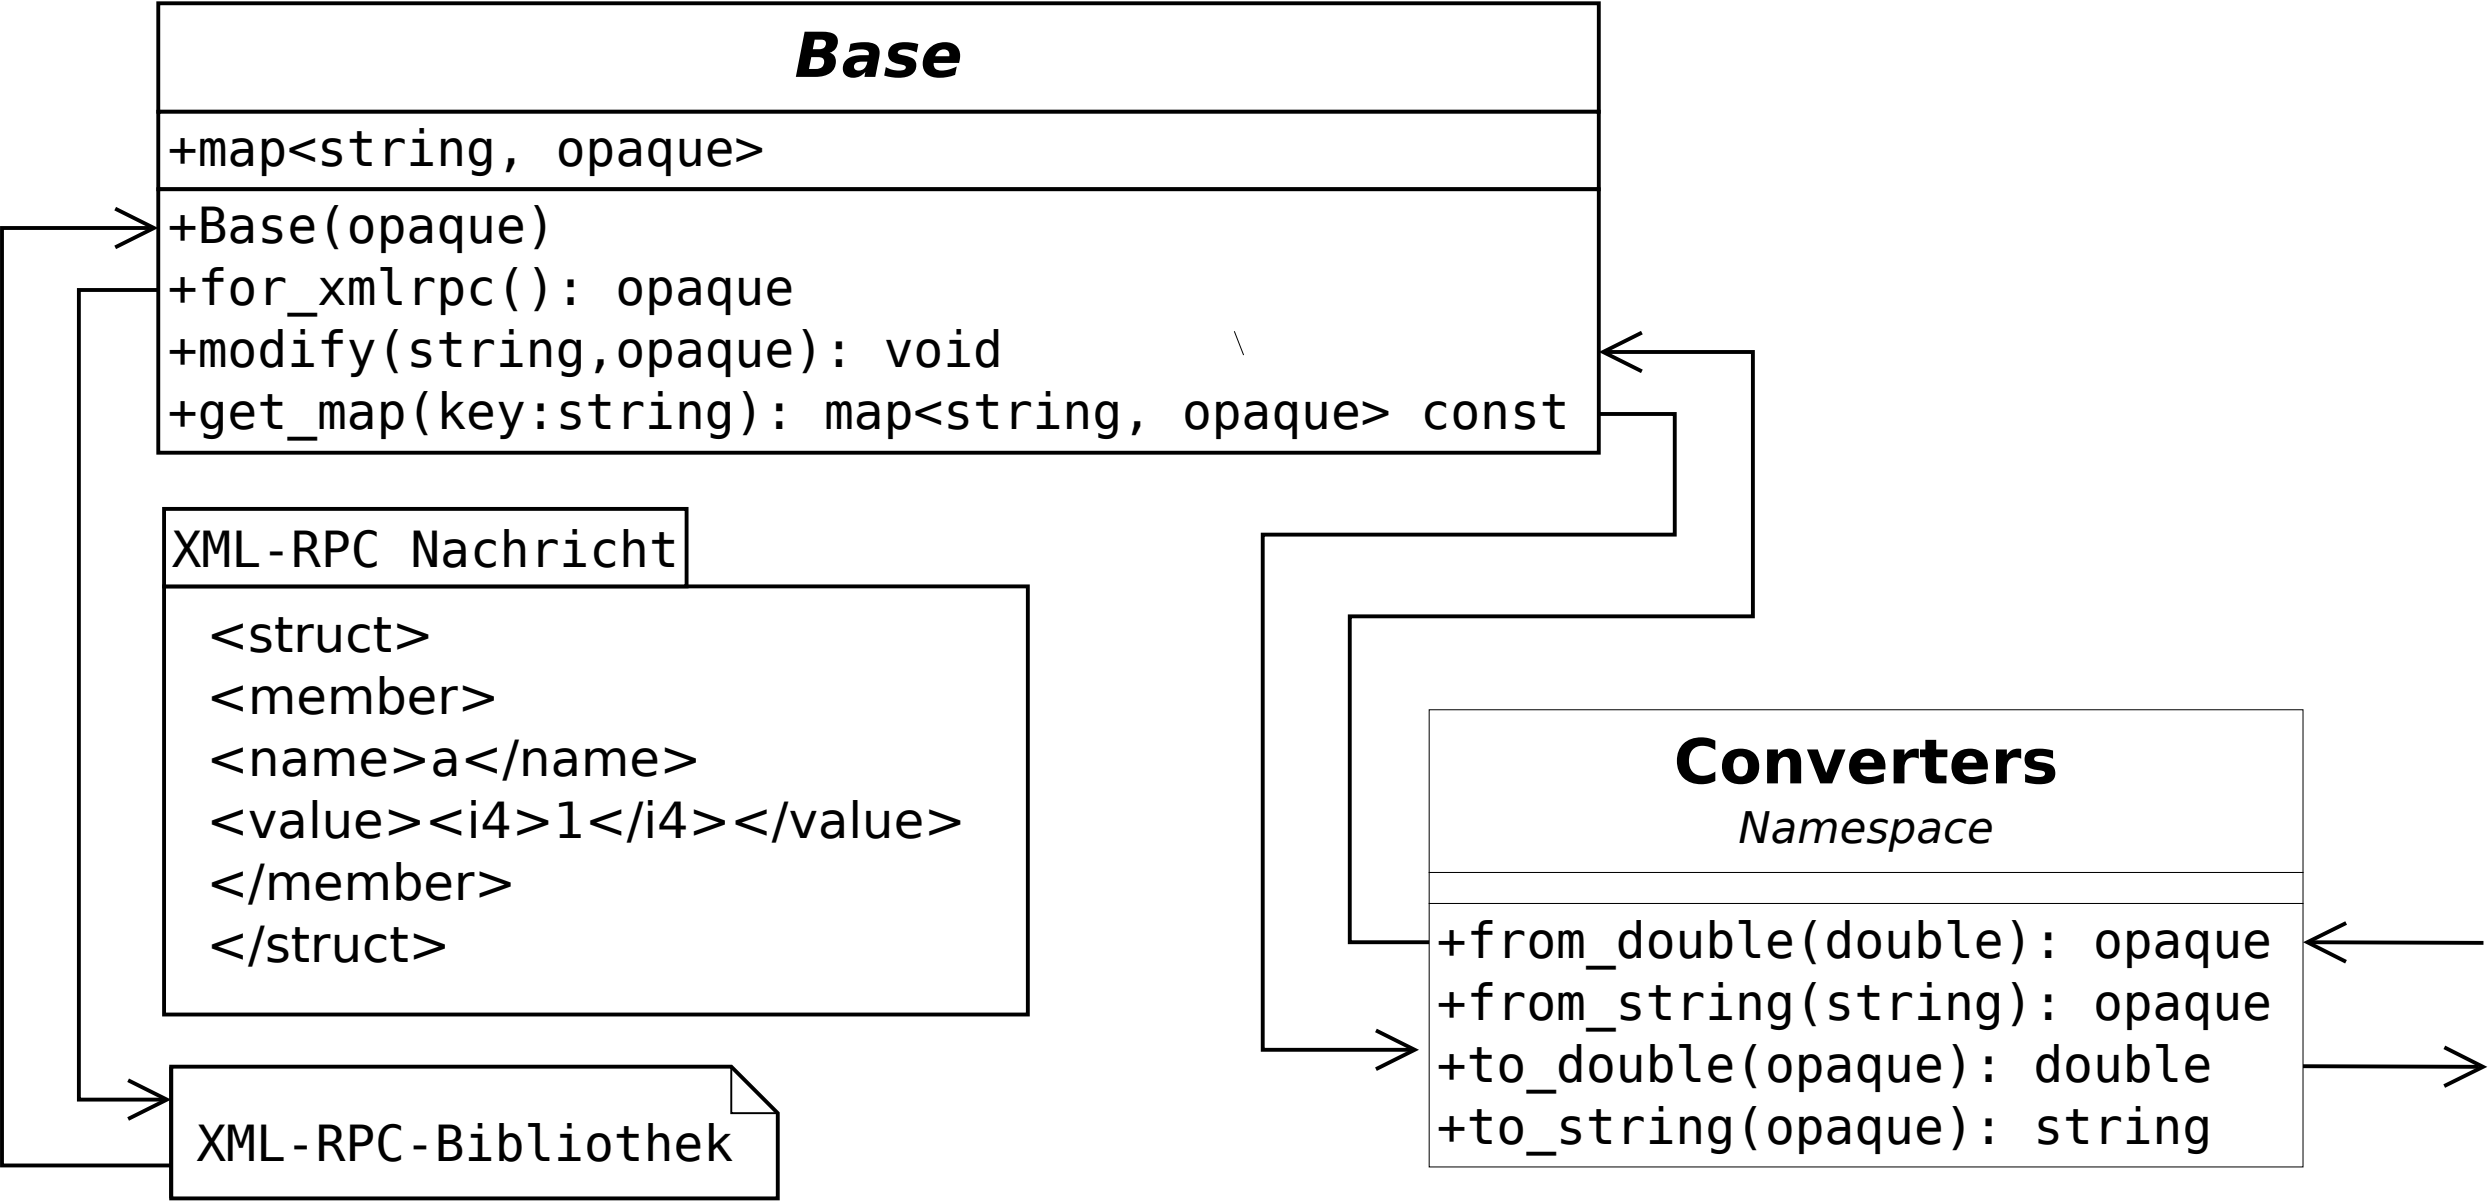 Base
+map<string, opaque>
+Base(opaque)
+for_xmlrpc(): opaque
+modify(string,opaque): void
+get_map(key:string): map<string, opaque> const
XML-RPC Nachricht
<struct>
<member>
<name>a</name>
<value><i4>1</i4></value>
</member>
</struct>
XML-RPC-Bibliothek
Converters
Namespace
+from_double(double): opaque
+from_string(string): opaque
+to_double(opaque): double
+to_string(opaque): string